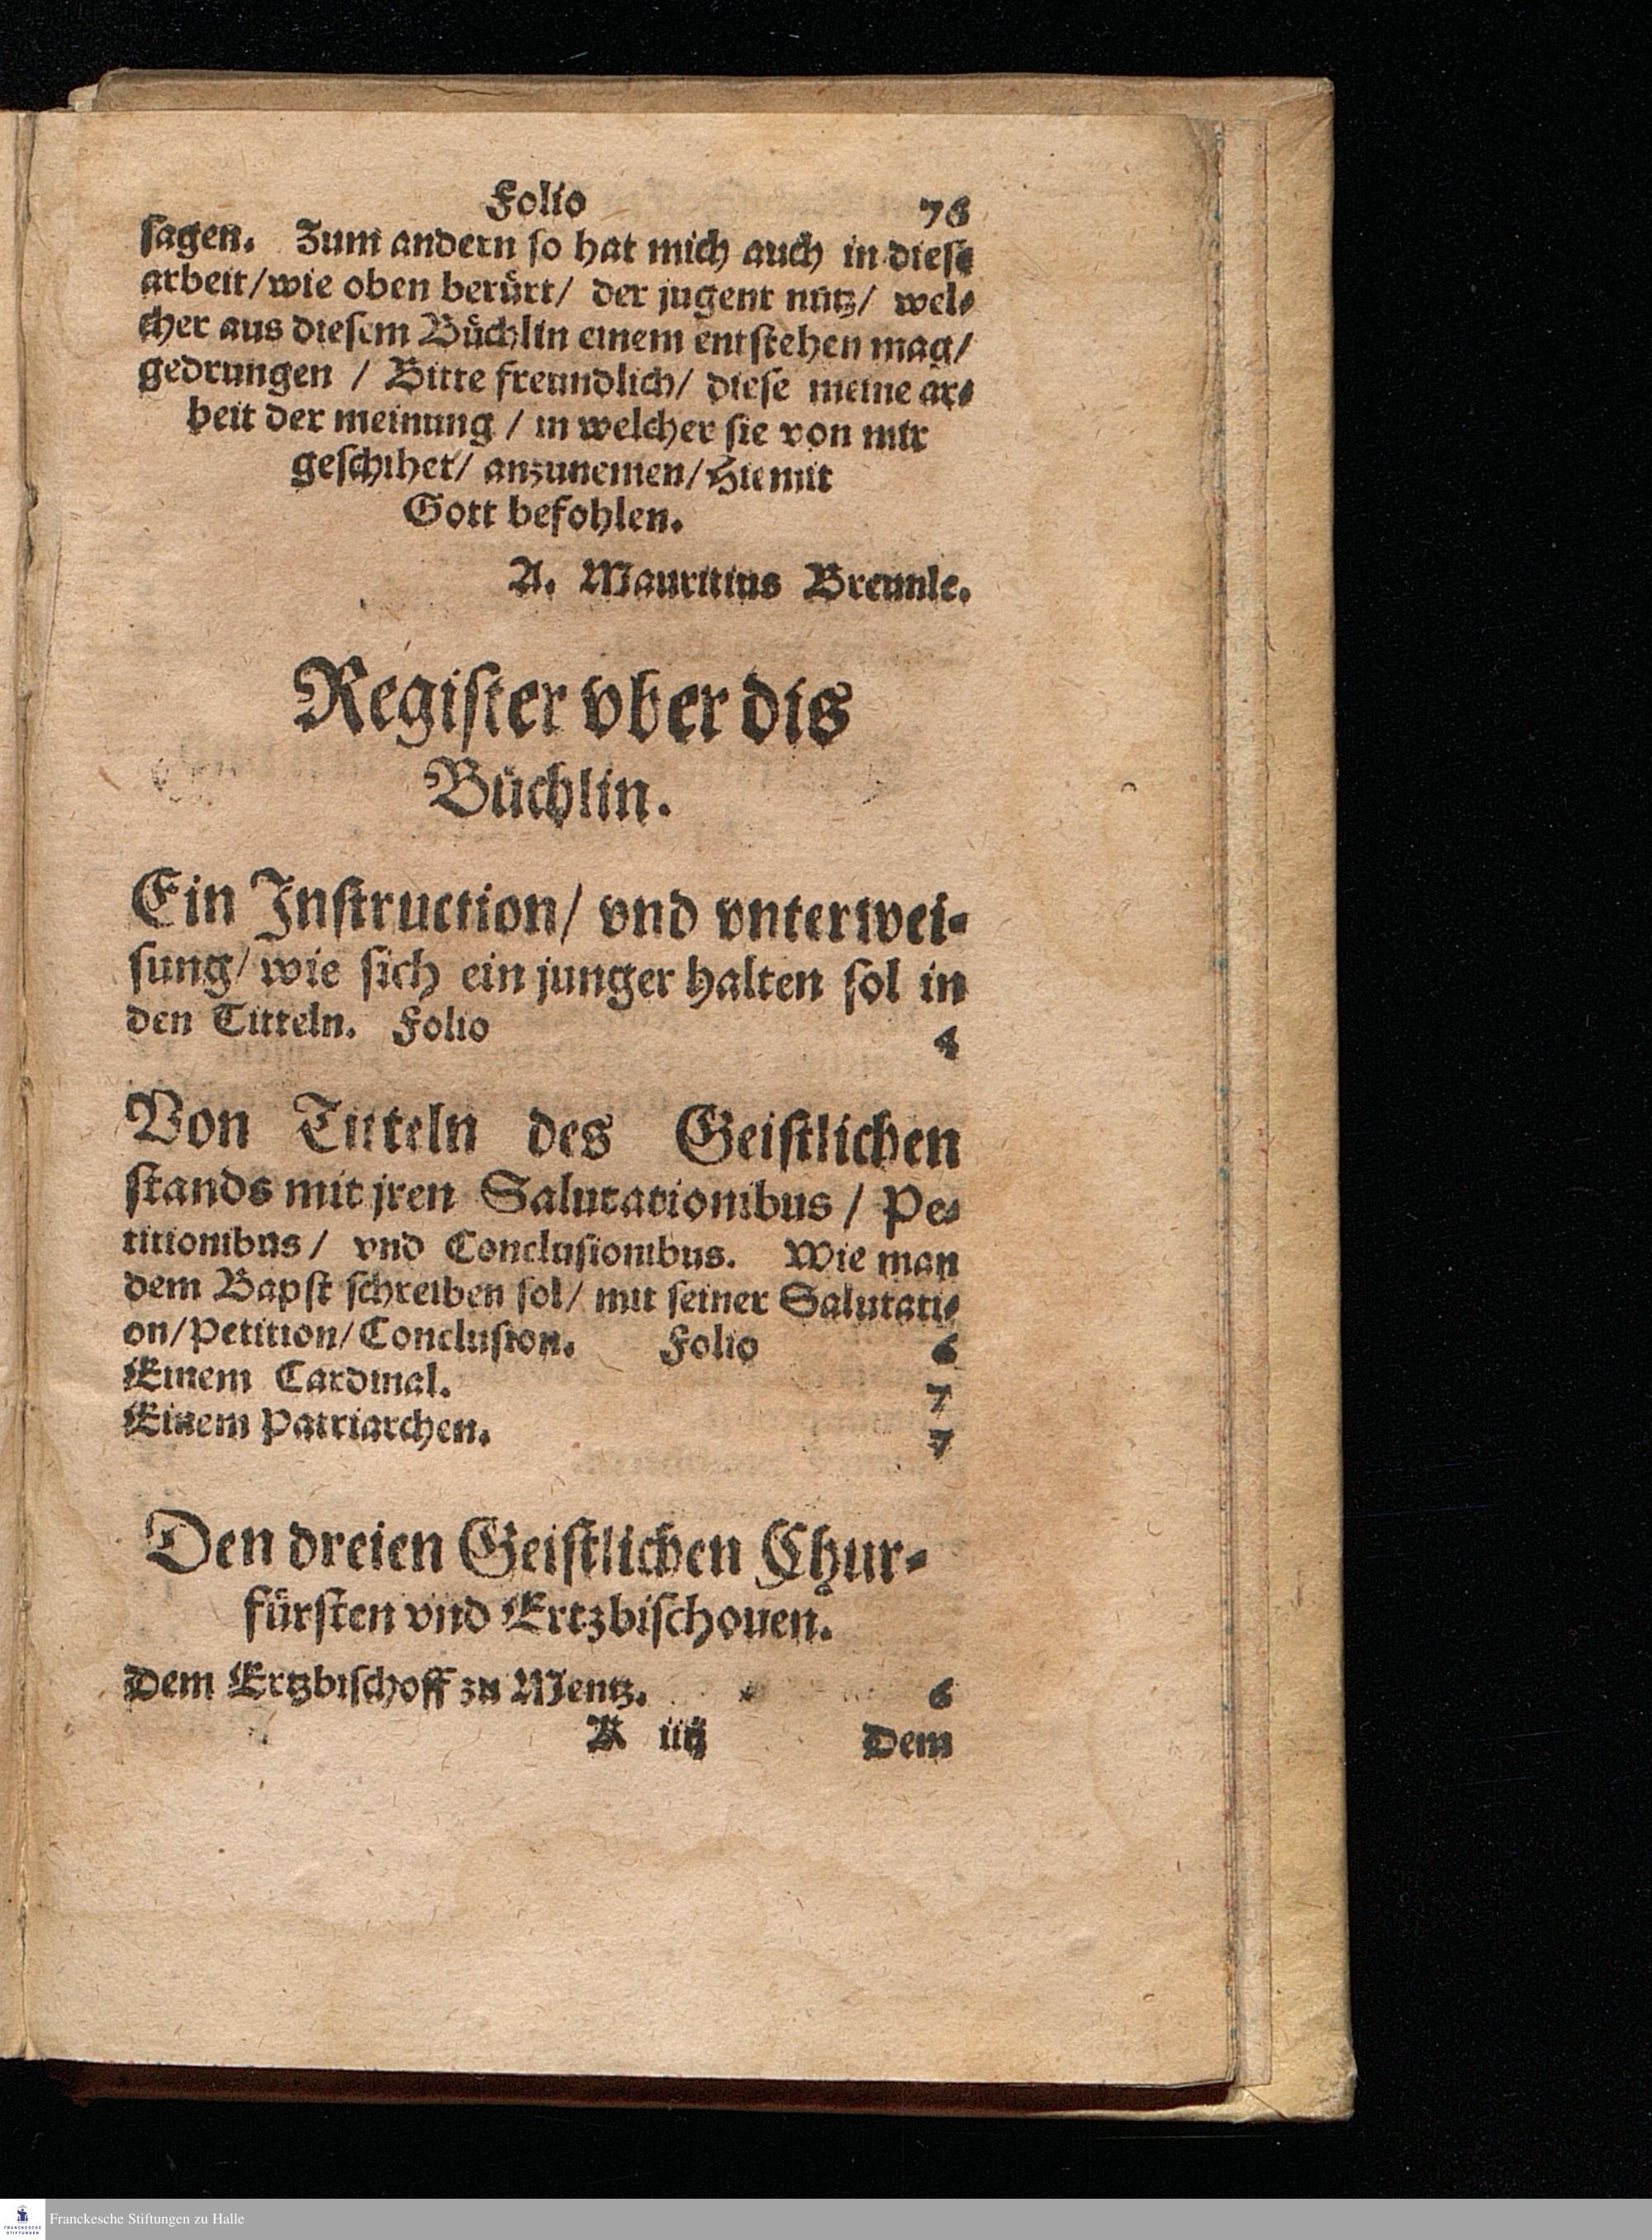 Folio 76
sagen. Zum andern so hat mich auch in diese
arbeit/wie oben berürt/ der jugent nutz/ wel⸗
cher aus diesem Büchlin einem entstehen mag/
gedrungen / Bitte freundlich/ diese meine ar⸗
beit der meinung / in welcher sie von mir
geschihet/ anzunemen/Hiemit
Gott befohlen.
A. Mauritius Breunle.
Register vber dis
Büchlin.
Ein Instruction/ vnd vnterwei⸗
sung/ wie sich ein junger halten sol in
den Titteln. Folio 4
Von Titteln des Geistlichen
stands mit jren Salutationibus / Pe⸗
titionibus/ vnd Conclusionibus. Wie man
dem Bapst schreiben sol/ mit seiner Salutati⸗
on/Petition/Conclusion. Folio 6
Einem Cardinal. 7
Einem Patriarchen. 7
Den dreien Geistlichen Chur⸗
fürsten vnd Ertzbischouen.
Dem Ertzbischoff zu Mentz. 6
K iiij Dem
FRANCKESCHE STIFTUNGEN
Franckesche Stiftungen zu Halle